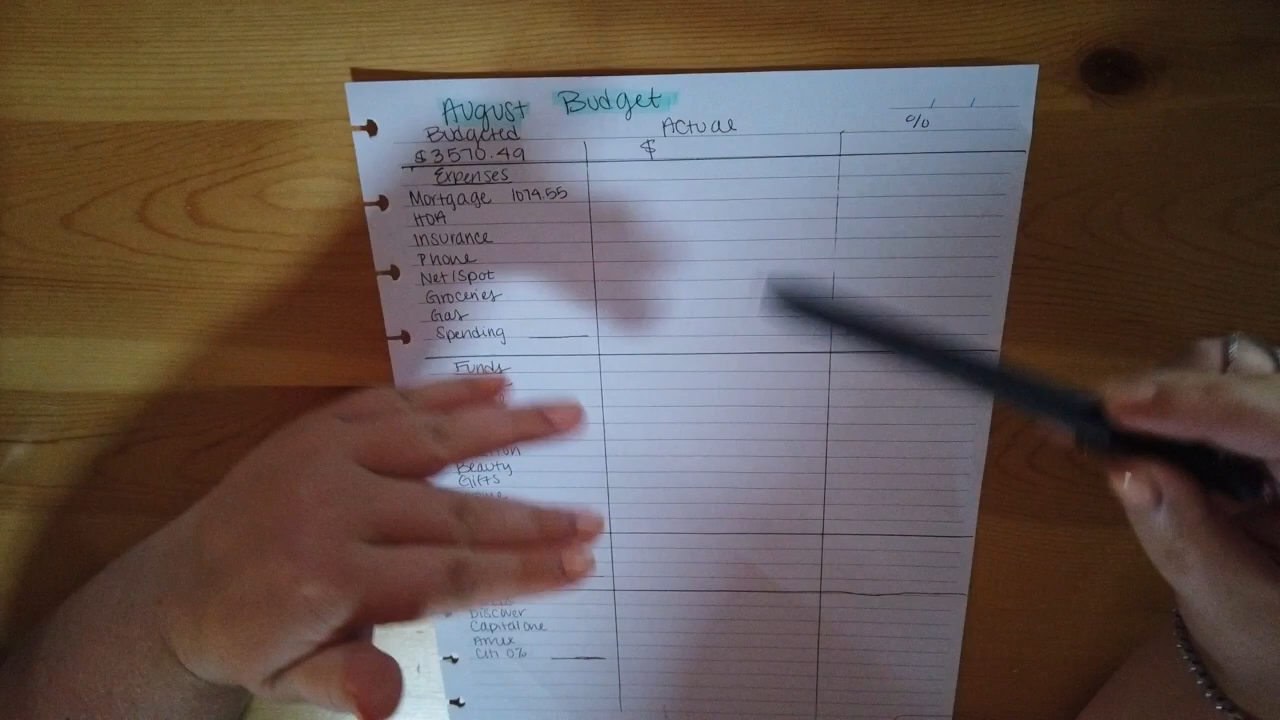 August Budget
/ /
Budgeted
Actual
%
$3570.49
$
Expenses
Mortgage 1074.55
HOA
Insurance
Phone
Net/Spot
Groceries
Gas
Spending
Funds
Beauty
Gifts
Discover
Capital One
Amex
Citi 0%